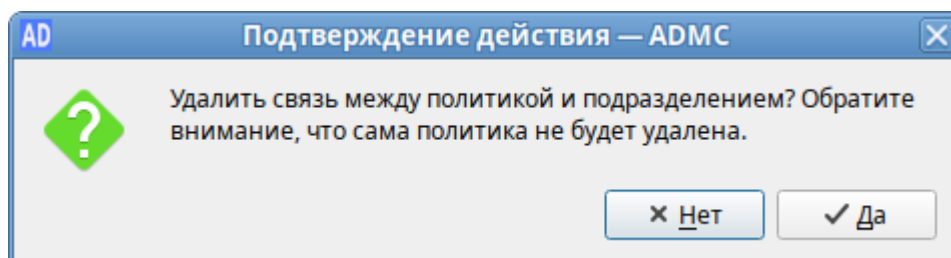 AD Подтверждение действия — ADMC
Удалить связь между политикой и подразделением? Обратите
внимание, что сама политика не будет удалена.
Нет Да